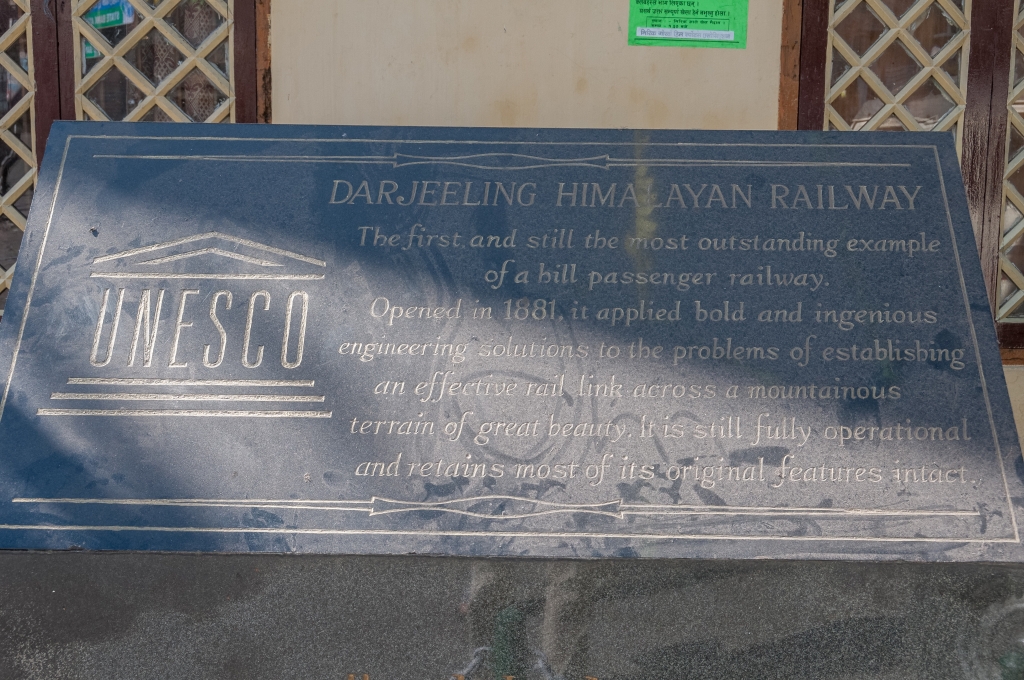 DARJEELING HIMALAYAN RAILWAY
The first and still the most outstanding example
of a hill passenger railway.
Opened in 1881, it applied bold and ingenious
engineering solutions to the problems of establishing
an effective rail link across a mountainous
terrain of great beauty. It is still fully operational
and retains most of its original features intact.
UNESCO